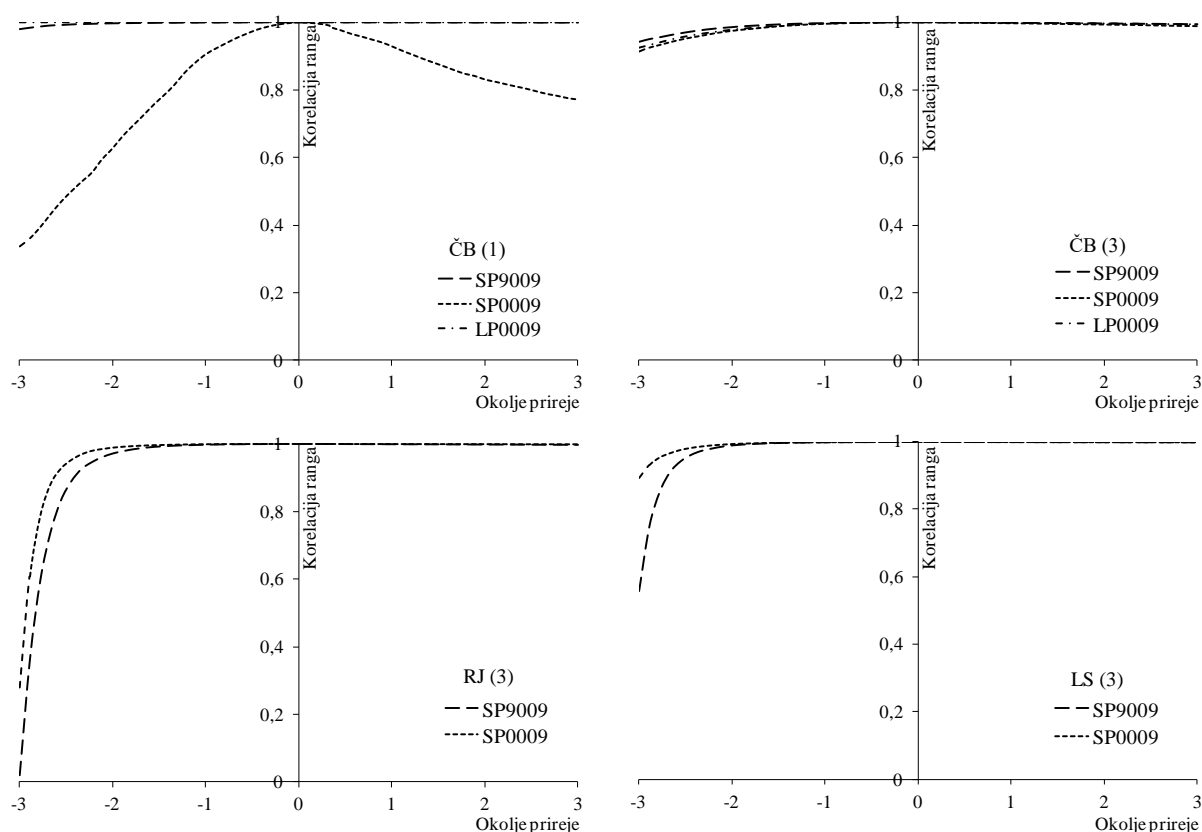 1
0,8
0,6
0,4
0,2
0
Korelacija ranga
ČB (1)
SP9009
SP0009
LP0009
-3 -2 -1 0 1 2 3
Okolje prireje
1
0,8
0,6
0,4
0,2
0
Korelacija ranga
ČB (3)
SP9009
SP0009
LP0009
-3 -2 -1 0 1 2 3
Okolje prireje
1
0,8
0,6
0,4
0,2
0
Korelacija ranga
RJ (3)
SP9009
SP0009
-3 -2 -1 0 1 2 3
Okolje prireje
1
0,8
0,6
0,4
0,2
0
Korelacija ranga
LS (3)
SP9009
SP0009
-3 -2 -1 0 1 2 3
Okolje prireje